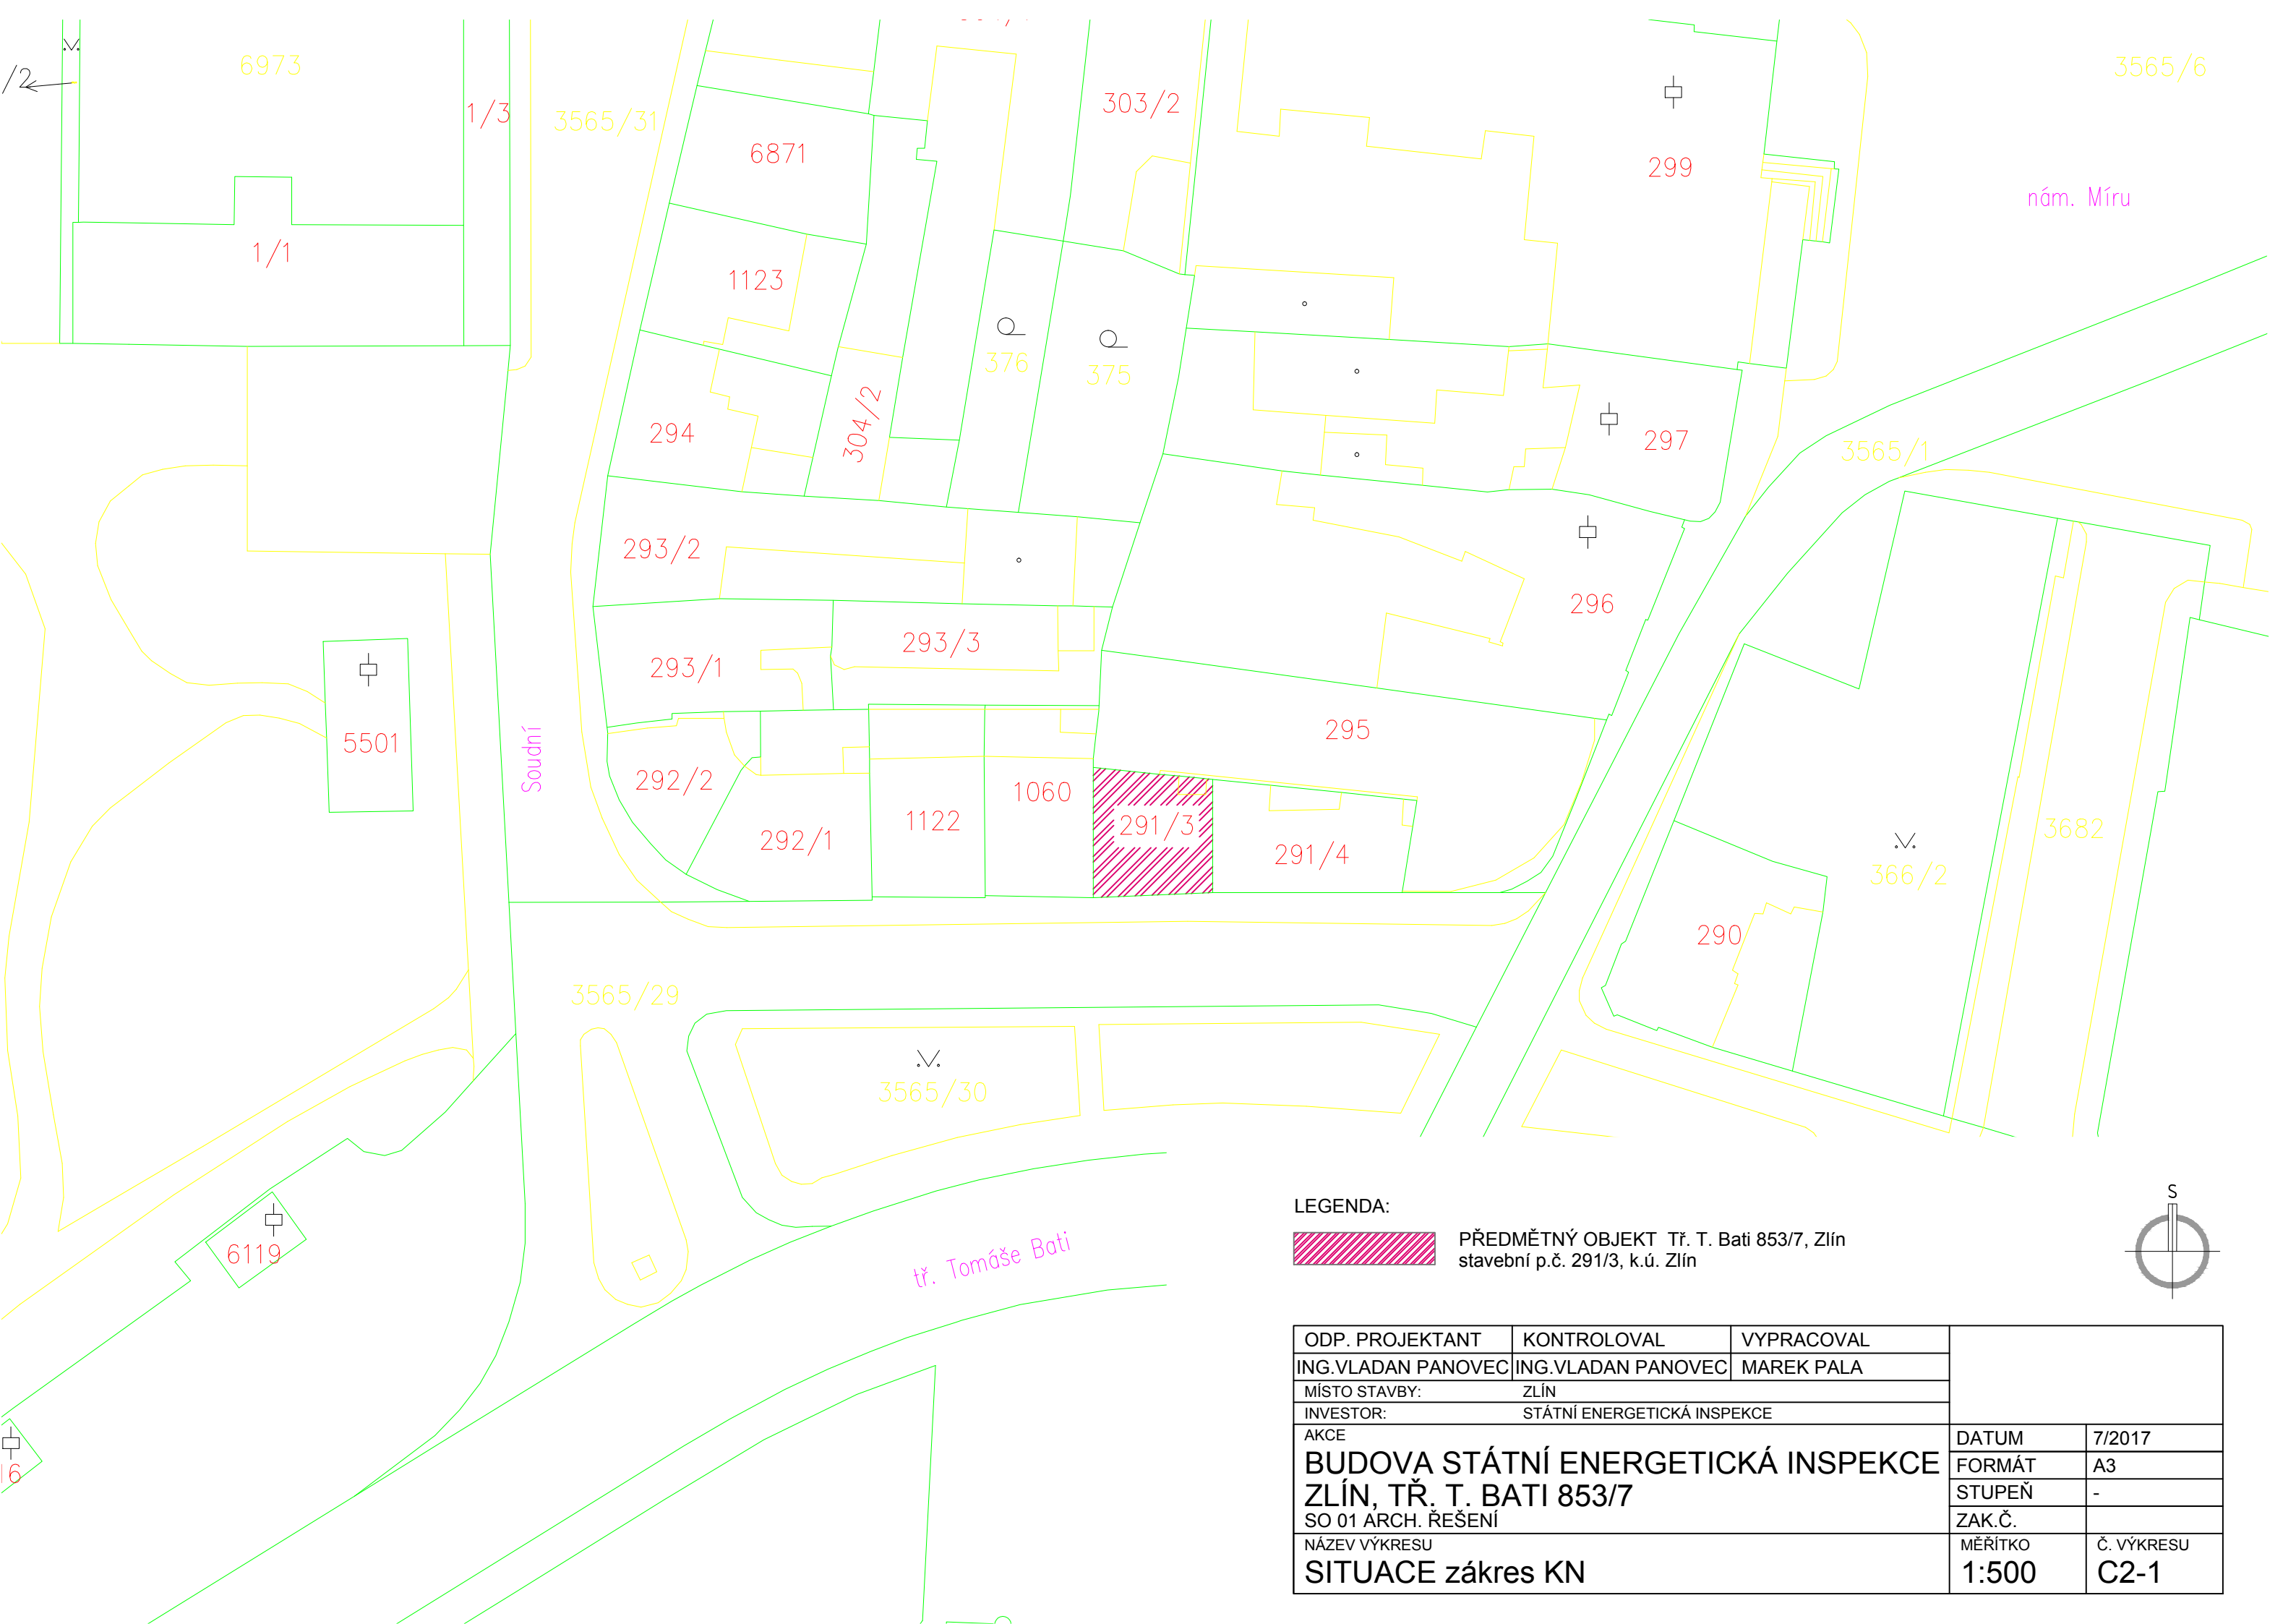 6973
/2
1/3
3565/31
303/2
3565/6
6871
299
nám. Míru
1/1
1123
376
375
294
304/2
297
3565/1
293/2
296
293/3
293/1
295
5501
Soudní
292/2
1060
1122
291/3
292/1
291/4
3682
366/2
290
3565/29
3565/30
6119
tř. Tomáše Bati
16
LEGENDA:
PŘEDMĚTNÝ OBJEKT Tř. T. Bati 853/7, Zlín
stavební p.č. 291/3, k.ú. Zlín
S
ODP. PROJEKTANT KONTROLOVAL VYPRACOVAL
ING.VLADAN PANOVEC ING.VLADAN PANOVEC MAREK PALA
MÍSTO STAVBY: ZLÍN
INVESTOR: STÁTNÍ ENERGETICKÁ INSPEKCE
AKCE
BUDOVA STÁTNÍ ENERGETICKÁ INSPEKCE
ZLÍN, TŘ. T. BATI 853/7
SO 01 ARCH. ŘEŠENÍ
DATUM 7/2017
FORMÁT A3
STUPEŇ -
ZAK.Č.
NÁZEV VÝKRESU
SITUACE zákres KN
MĚŘÍTKO
1:500
Č. VÝKRESU
C2-1